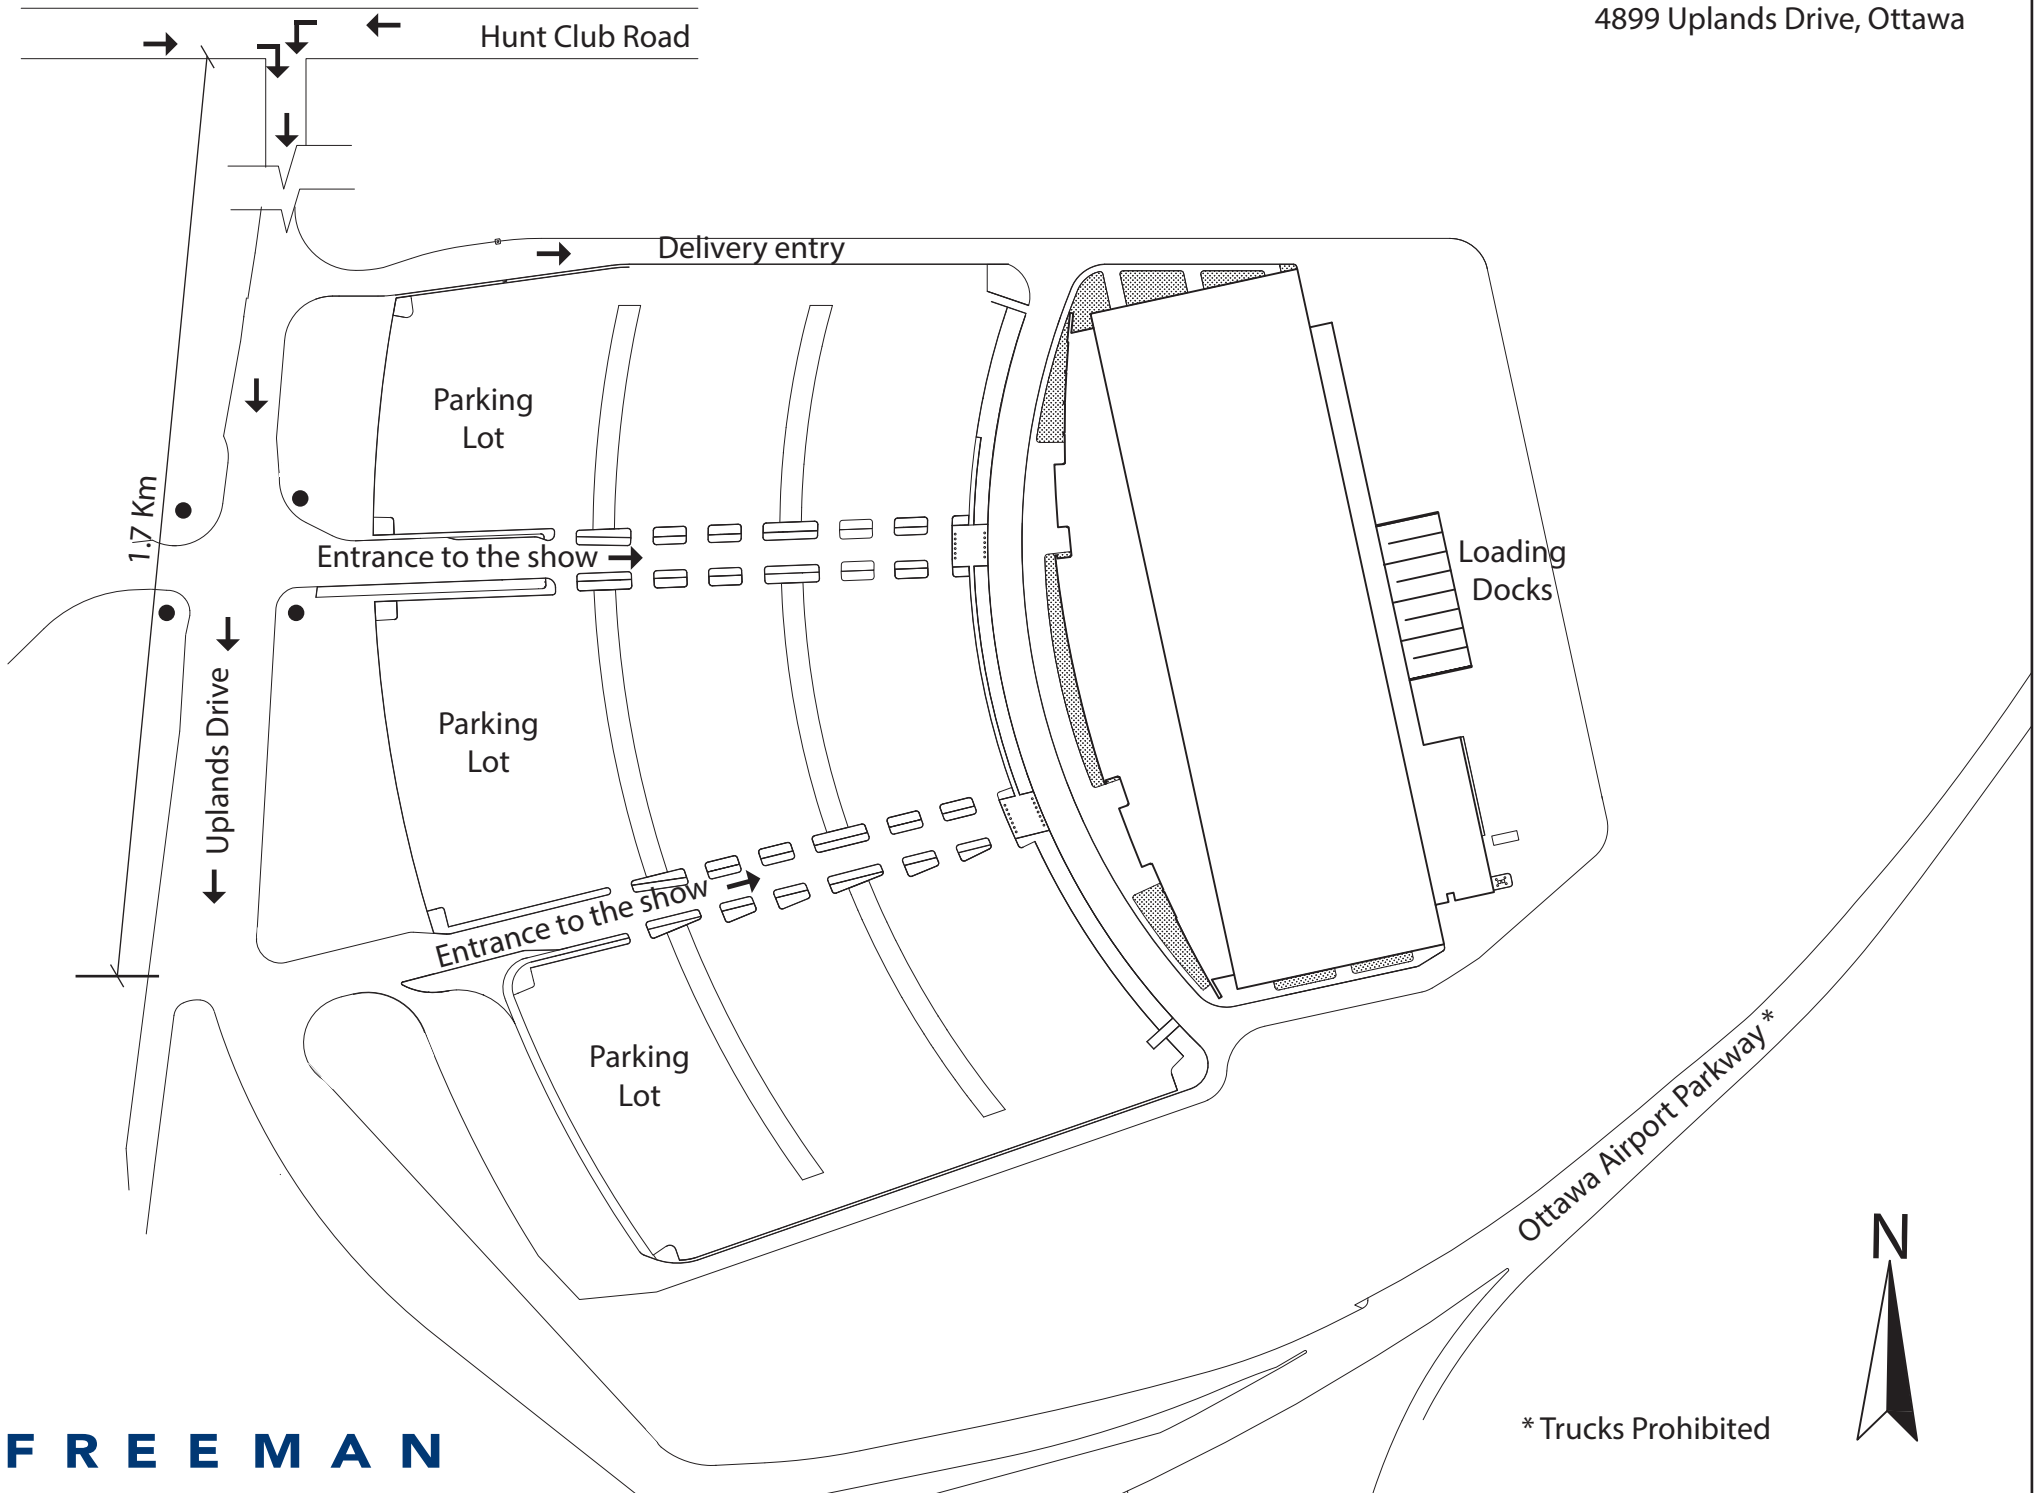 4899 Uplands Drive, Ottawa
Hunt Club Road
Delivery entry
Parking
Lot
1.7 Km
Entrance to the show
Loading
Docks
Uplands Drive
Parking
Lot
Entrance to the show
Parking
Lot
Ottawa Airport Parkway *
N
* Trucks Prohibited
FREEMAN